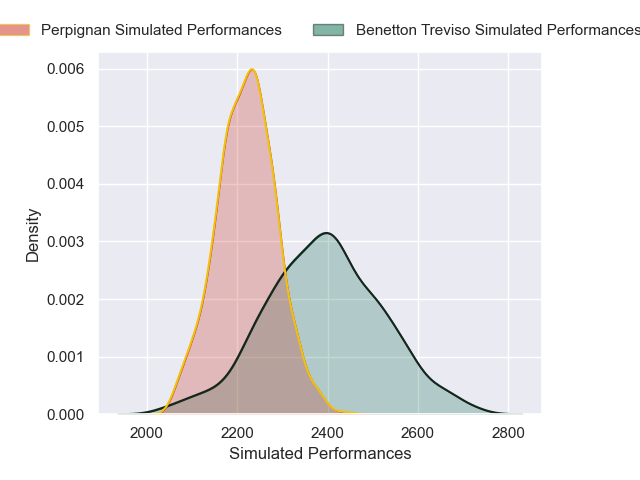 Perpignan Simulated Performances Benetton Treviso Simulated Performances
0.006
0.005
0.004
0.003
0.002
0.001
0.000
Density
2000 2200 2400 2600 2800
Simulated Performances